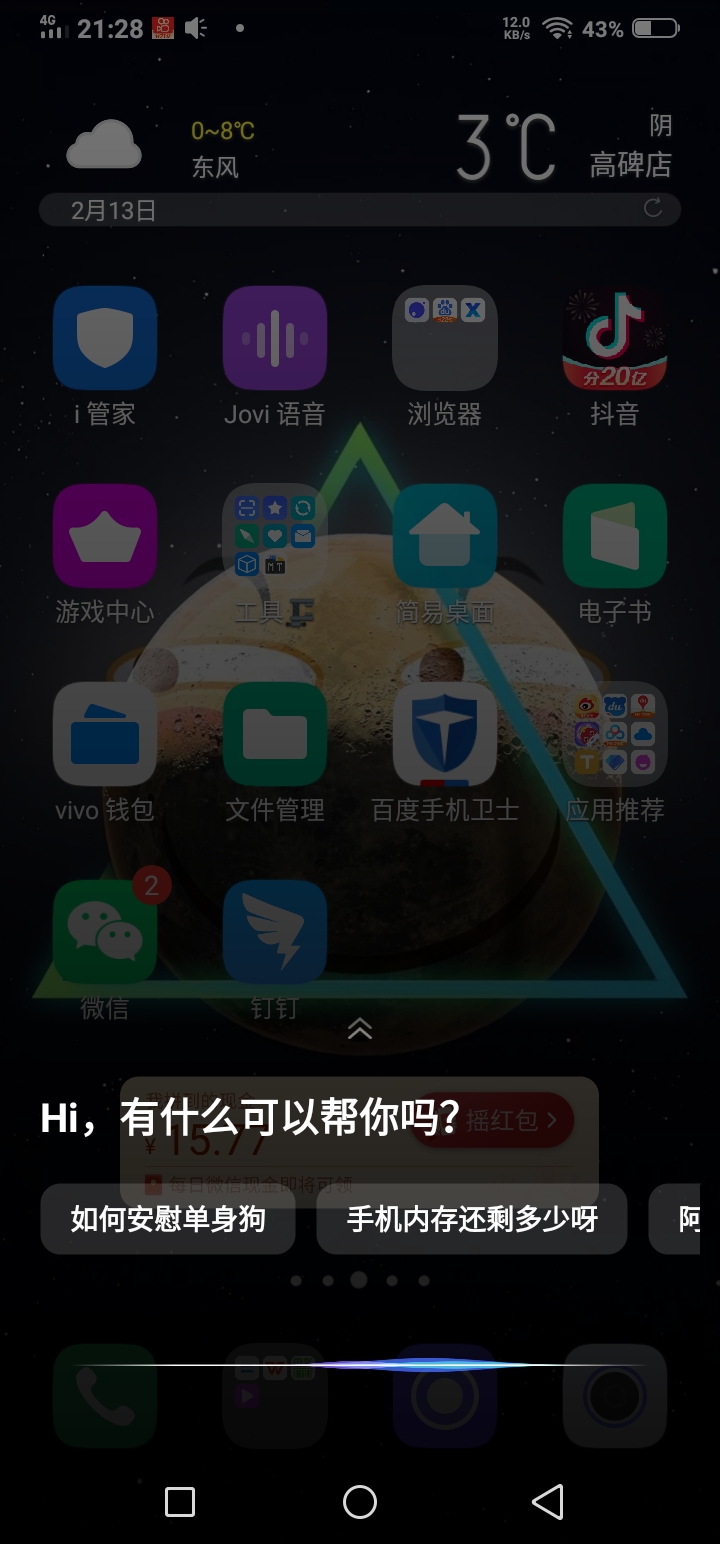 4G 21:28
12.0 KB/s 43%
0~8℃
东风
3℃
阴
高碑店
2月13日
i 管家
Jovi 语音
浏览器
抖音
分20亿
游戏中心
工具
简易桌面
电子书
vivo 钱包
文件管理
百度手机卫士
应用推荐
2
微信
钉钉
Hi，有什么可以帮你吗？
¥ 15.77
摇红包
每日微信现金即将可领
如何安慰单身狗
手机内存还剩多少呀
阿